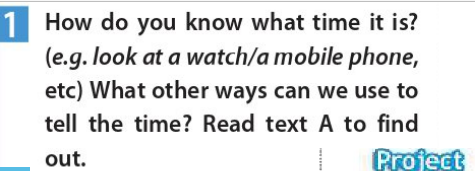 1 How do you know what time it is?
(e.g. look at a watch/a mobile phone,
etc) What other ways can we use to
tell the time? Read text A to find
out.
Project